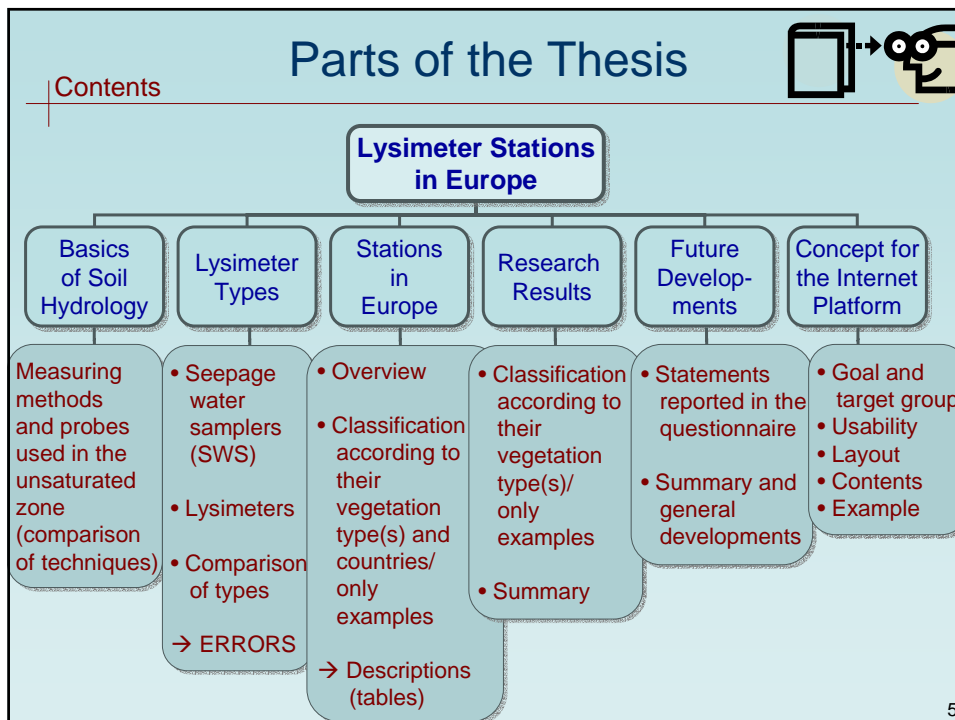 Parts of the Thesis
Contents
Lysimeter Stations
in Europe
Basics
of Soil
Hydrology
Lysimeter
Types
Stations
in
Europe
Research
Results
Future
Develop-
ments
Concept for
the Internet
Platform
Measuring
methods
and probes
used in the
unsaturated
zone
(comparison
of techniques)
• Seepage
water
samplers
(SWS)
• Lysimeters
• Comparison
of types
→ ERRORS
• Overview
• Classification
according to
their
vegetation
type(s) and
countries/
only
examples
→ Descriptions
(tables)
• Classification
according to
their
vegetation
type(s)/
only
examples
• Summary
• Statements
reported in the
questionnaire
• Summary and
general
developments
• Goal and
target group
• Usability
• Layout
• Contents
• Example
5